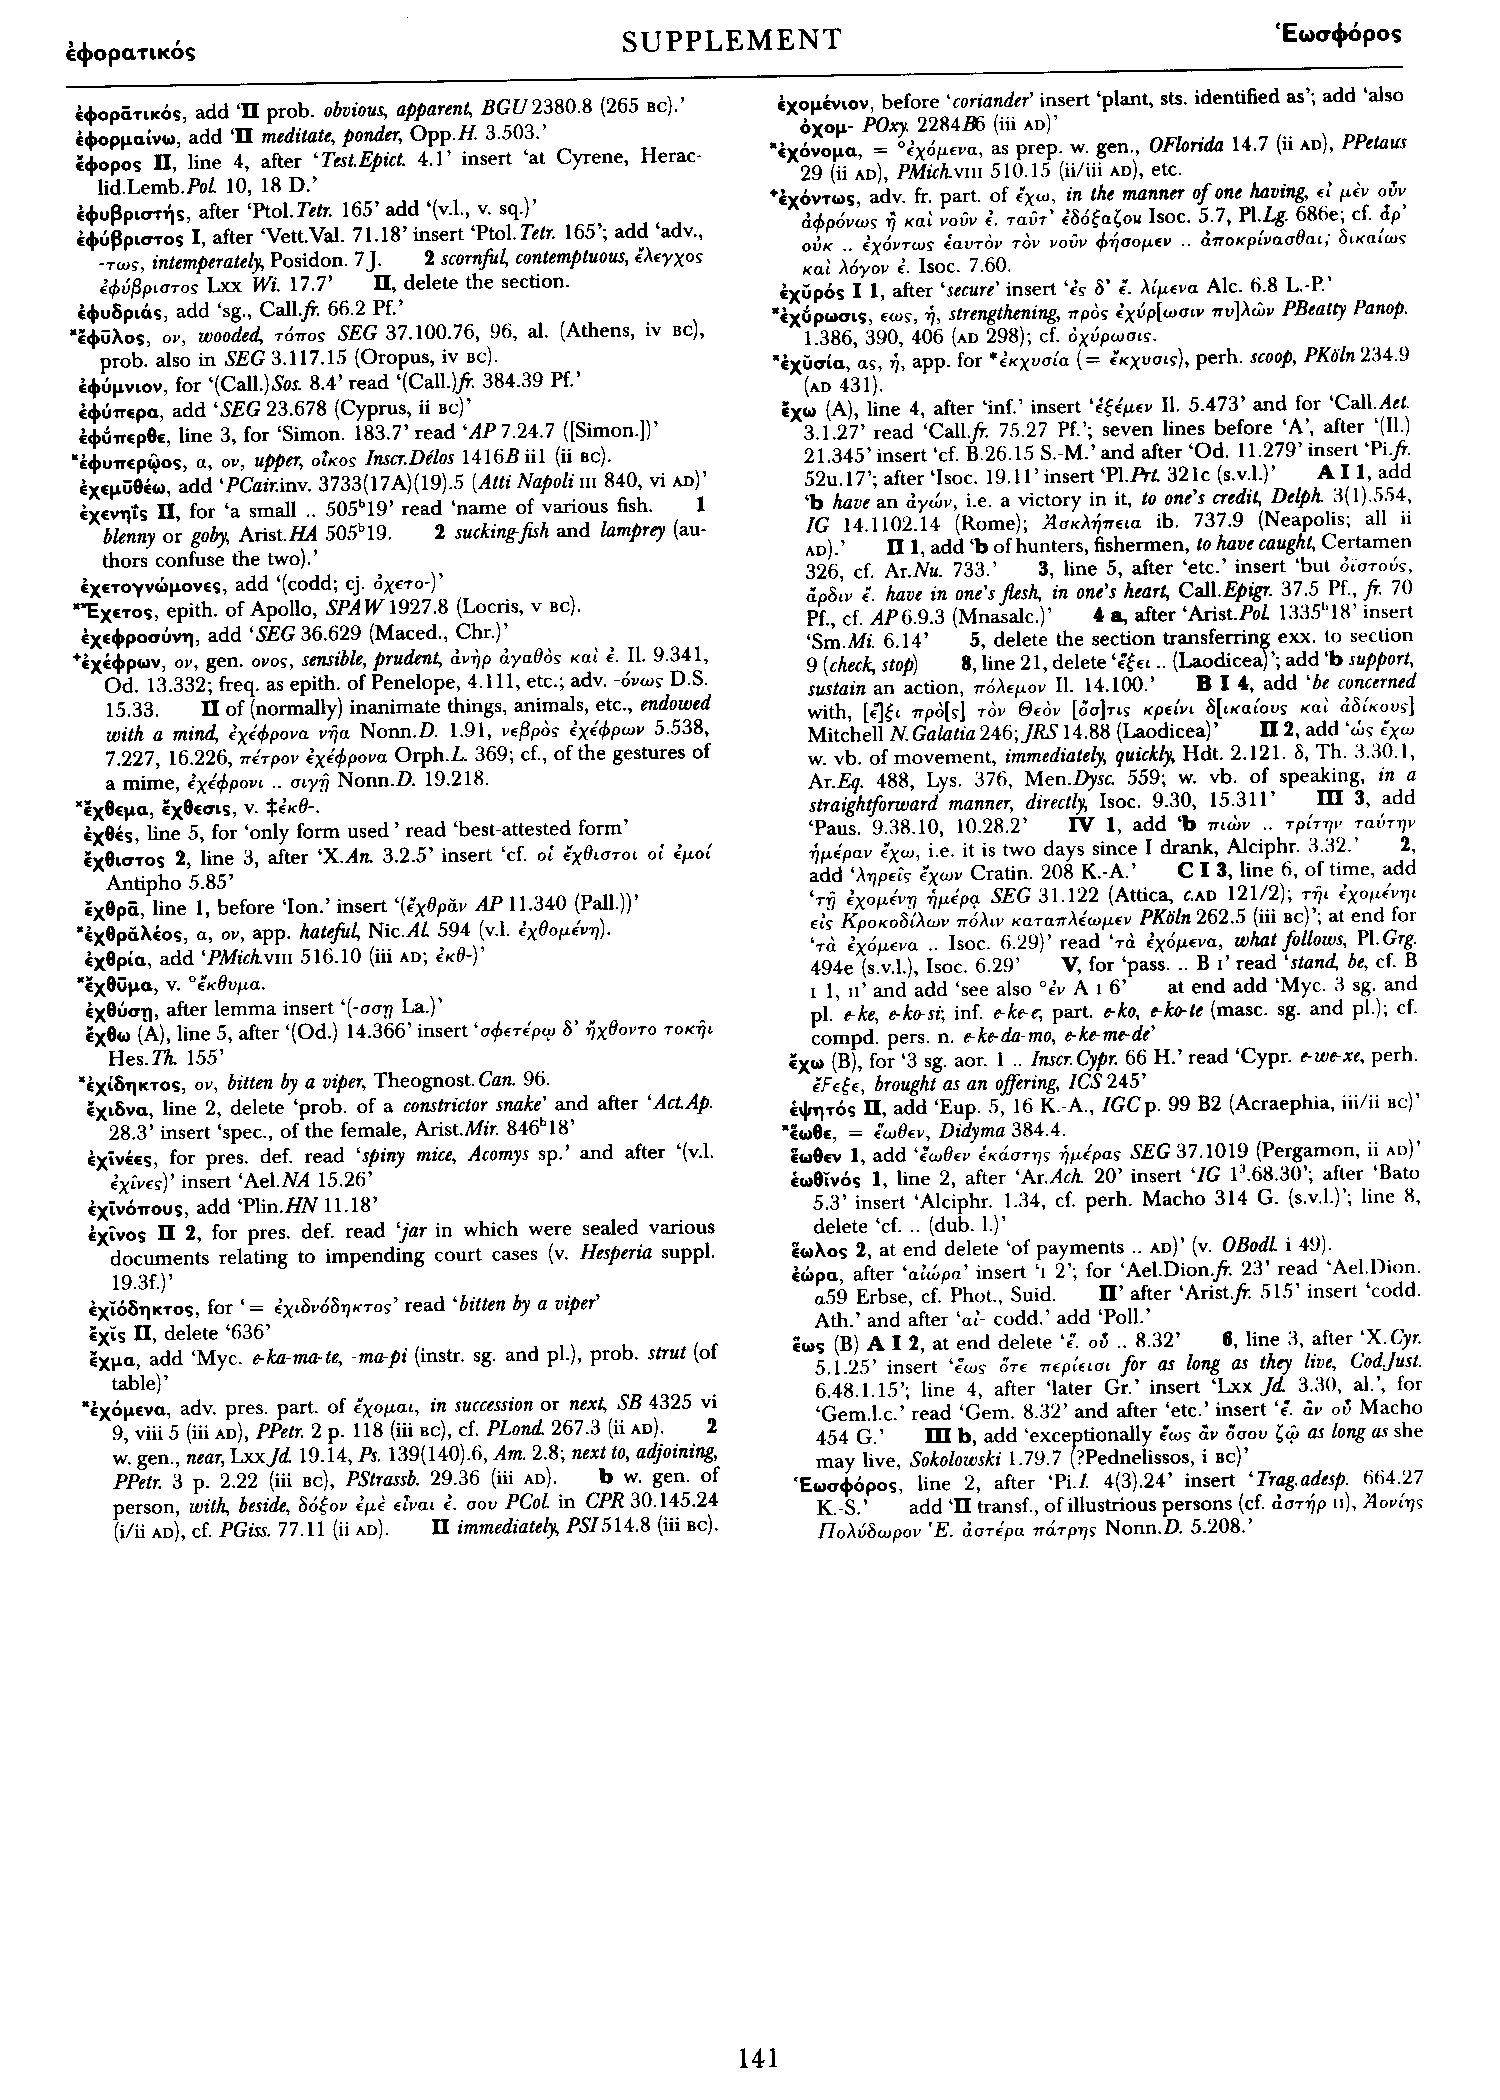 ἐφορατικός
SUPPLEMENT
Ἑωσφόρος
ἐφορᾱτικός, add ‘II prob. obvious, apparent, BGU 2380.8 (265 BC).’
ἐφορμαίνω, add ‘II meditate, ponder, Opp.H. 3.503.’
ἔφορος II, line 4, after ‘Test.Epict. 4.1’ insert ‘at Cyrene, Herac-
lid.Lemb.Pol. 10, 18 D.’
ἐφυβριστής, after ‘Ptol.Tetr. 165’ add ‘(v.l., v. sq.)’
ἐφύβριστος I, after ‘Vett.Val. 71.18’ insert ‘Ptol.Tetr. 165’; add ‘adv.,
-τως, intemperately, Posidon. 7 J. 2 scornful, contemptuous, ἔλεγχος
ἐφύβριστος Lxx Wi. 17.7’ II, delete the section.
ἐφυδριάς, add ‘sg., Call.fr. 66.2 Pf.’
*ἔφῡλος, ον, wooded, τόπος SEG 37.100.76, 96, al. (Athens, iv BC),
prob. also in SEG 3.117.15 (Oropus, iv BC).
ἐφύμνιον, for ‘(Call.)Sos. 8.4’ read ‘(Call.)fr. 384.39 Pf.’
ἐφύπερα, add ‘SEG 23.678 (Cyprus, ii BC)’
ἐφύπερθε, line 3, for ‘Simon. 183.7’ read ‘AP 7.24.7 ([Simon.])’
*ἐφυπερῷος, α, ον, upper, οἶκος Inscr.Délos 1416B iil (ii BC).
ἐχεμῡθέω, add ‘PCair.inv. 3733(17A)(19).5 (Atti Napoli III 840, vi AD)’
ἐχενηΐς II, for ‘a small .. 505ᵇ19’ read ‘name of various fish. 1
blenny or goby, Arist.HA 505ᵇ19. 2 sucking-fish and lamprey (au-
thors confuse the two).’
ἐχετογνώμονες, add ‘(codd; cj. ὀχετο-)’
*Ἔχετος, epith. of Apollo, SPAW 1927.8 (Locris, v BC).
ἐχεφροσύνη, add ‘SEG 36.629 (Maced., Chr.)’
⁺ἐχέφρων, ον, gen. ονος, sensible, prudent, ἀνὴρ ἀγαθὸς καὶ ἐ. Il. 9.341,
Od. 13.332; freq. as epith. of Penelope, 4.111, etc.; adv. -όνως D.S.
15.33. II of (normally) inanimate things, animals, etc., endowed
with a mind, ἐχέφρονα νῆα Nonn.D. 1.91, νεβρὸς ἐχέφρων 5.538,
7.227, 16.226, πέτρον ἐχέφρονα Orph.L. 369; cf., of the gestures of
a mime, ἐχέφρονι .. σιγῇ Nonn.D. 19.218.
*ἔχθεμα, ἔχθεσις, v. ‡ἐκθ-.
ἐχθές, line 5, for ‘only form used’ read ‘best-attested form’
ἔχθιστος 2, line 3, after ‘X.An. 3.2.5’ insert ‘cf. οἱ ἔχθιστοι οἱ ἐμοί
Antipho 5.85’
ἔχθρᾱ, line 1, before ‘Ion.’ insert ‘(ἔχθρᾰν AP 11.340 (Pall.))’
*ἐχθρᾰλέος, α, ον, app. hateful, Nic.Al. 594 (v.l. ἐχθομένη).
ἐχθρία, add ‘PMich.VIII 516.10 (iii AD; ἐκθ-)’
*ἔχθῡμα, v. °ἔκθυμα.
ἐχθύσῃ, after lemma insert ‘(-σσῃ La.)’
ἔχθω (A), line 5, after ‘(Od.) 14.366’ insert ‘σφετέρῳ δ’ ἤχθοντο τοκῆι
Hes.Th. 155’
*ἐχίδηκτος, ον, bitten by a viper, Theognost.Can. 96.
ἔχιδνα, line 2, delete ‘prob. of a constrictor snake’ and after ‘Act.Ap.
28.3’ insert ‘spec., of the female, Arist.Mir. 846ᵇ18’
ἐχῑνέες, for pres. def. read ‘spiny mice, Acomys sp.’ and after ‘(v.l.
ἐχίνες)’ insert ‘Ael.NA 15.26’
ἐχῑνόπους, add ‘Plin.HN 11.18’
ἐχῖνος II 2, for pres. def. read ‘jar in which were sealed various
documents relating to impending court cases (v. Hesperia suppl.
19.3f.)’
ἐχῐόδηκτος, for ‘= ἐχιδνόδηκτος’ read ‘bitten by a viper’
ἔχῐς II, delete ‘636’
ἔχμα, add ‘Myc. e-ka-ma-te, -ma-pi (instr. sg. and pl.), prob. strut (of
table)’
*ἐχόμενα, adv. pres. part. of ἔχομαι, in succession or next, SB 4325 vi
9, viii 5 (iii AD), PPetr. 2 p. 118 (iii BC), cf. PLond. 267.3 (ii AD). 2
w. gen., near, Lxx Jd. 19.14, Ps. 139(140).6, Am. 2.8; next to, adjoining,
PPetr. 3 p. 2.22 (iii BC), PStrassb. 29.36 (iii AD). b w. gen. of
person, with, beside, δόξον ἐμὲ εἶναι ἐ. σου PCol. in CPR 30.145.24
(i/ii AD), cf. PGiss. 77.11 (ii AD). II immediately, PSI 514.8 (iii BC).
ἐχομένιον, before ‘coriander’ insert ‘plant, sts. identified as’; add ‘also
ὀχομ- POxy. 2284B6 (iii AD)’
*ἐχόνομα, = °ἐχόμενα, as prep. w. gen., OFlorida 14.7 (ii AD), PPetaus
29 (ii AD), PMich.VIII 510.15 (ii/iii AD), etc.
⁺ἐχόντως, adv. fr. part. of ἔχω, in the manner of one having, εἰ μὲν οὖν
ἀφρόνως ἢ καὶ νοῦν ἐ. ταῦτ’ ἐδόξαζον Isoc. 5.7, Pl.Lg. 686e; cf. ἆρ’
οὐκ .. ἐχόντως ἑαυτὸν τὸν νοῦν φήσομεν .. ἀποκρίνασθαι; δικαίως
καὶ λόγον ἐ. Isoc. 7.60.
ἐχῠρός I 1, after ‘secure’ insert ‘ἐς δ’ ἔ. λίμενα Alc. 6.8 L.-P.’
*ἐχύρωσις, εως, ἡ, strengthening, πρὸς ἐχύρ[ωσιν πυ]λῶν PBeatty Panop.
1.386, 390, 406 (AD 298); cf. ὀχύρωσις.
*ἐχῠσία, ας, ἡ, app. for *ἐκχυσία (= ἔκχυσις), perh. scoop, PKöln 234.9
(AD 431).
ἔχω (A), line 4, after ‘inf.’ insert ‘ἐξέμεν Il. 5.473’ and for ‘Call.Aet.
3.1.27’ read ‘Call.fr. 75.27 Pf.’; seven lines before ‘A’, after ‘(Il.)
21.345’ insert ‘cf. B.26.15 S.-M.’ and after ‘Od. 11.279’ insert ‘Pi.fr.
52u.17’; after ‘Isoc. 19.11’ insert ‘Pl.Prt. 321c (s.v.l.)’ A I 1, add
‘b have an ἀγών, i.e. a victory in it, to one’s credit, Delph. 3(1).554,
IG 14.1102.14 (Rome); Ἀσκλήπεια ib. 737.9 (Neapolis; all ii
AD).’ II 1, add ‘b of hunters, fishermen, to have caught, Certamen
326, cf. Ar.Nu. 733.’ 3, line 5, after ‘etc.’ insert ‘but ὀϊστούς,
ἄρδιν ἔ. have in one’s flesh, in one’s heart, Call.Epigr. 37.5 Pf., fr. 70
Pf., cf. AP 6.9.3 (Mnasalc.)’ 4 a, after ‘Arist.Pol. 1335ᵇ18’ insert
‘Sm.Mi. 6.14’ 5, delete the section transferring exx. to section
9 (check, stop) 8, line 21, delete ‘ἕξει .. (Laodicea)’; add ‘b support,
sustain an action, πόλεμον Il. 14.100.’ B I 4, add ‘be concerned
with, [ἕ]ξι πρὸ[ς] τὸν Θεὸν [ὅσ]τις κρείνι δ[ικαίους καὶ ἀδίκους]
Mitchell N.Galatia 246; JRS 14.88 (Laodicea)’ II 2, add ‘ὡς ἔχω
w. vb. of movement, immediately, quickly, Hdt. 2.121. δ, Th. 3.30.1,
Ar.Eq. 488, Lys. 376, Men.Dysc. 559; w. vb. of speaking, in a
straightforward manner, directly, Isoc. 9.30, 15.311’ III 3, add
‘Paus. 9.38.10, 10.28.2’ IV 1, add ‘b πιὼν .. τρίτην ταύτην
ἡμέραν ἔχω, i.e. it is two days since I drank, Alciphr. 3.32.’ 2,
add ‘ληρεῖς ἔχων Cratin. 208 K.-A.’ C I 3, line 6, of time, add
‘τῇ ἐχομένῃ ἡμέρᾳ SEG 31.122 (Attica, c.AD 121/2); τῆι ἐχομένηι
εἰς Κροκοδίλων πόλιν καταπλέωμεν PKöln 262.5 (iii BC)’; at end for
‘τὰ ἐχόμενα .. Isoc. 6.29)’ read ‘τὰ ἐχόμενα, what follows, Pl.Grg.
494e (s.v.l.), Isoc. 6.29’ V, for ‘pass. .. B I’ read ‘stand, be, cf. B
I 1, II’ and add ‘see also °ἐν A I 6’ at end add ‘Myc. 3 sg. and
pl. e-ke, e-ko-si; inf. e-ke-e, part. e-ko, e-ko-te (masc. sg. and pl.); cf.
compd. pers. n. e-ke-da-mo, e-ke-me-de’
ἔχω (B), for ‘3 sg. aor. 1 .. Inscr.Cypr. 66 H.’ read ‘Cypr. e-we-xe, perh.
ἔϝεξε, brought as an offering, ICS 245’
ἑψητός II, add ‘Eup. 5, 16 K.-A., IGC p. 99 B2 (Acraephia, iii/ii BC)’
*ἕωθε, = ἕωθεν, Didyma 384.4.
ἕωθεν 1, add ‘ἕωθεν ἑκάστης ἡμέρας SEG 37.1019 (Pergamon, ii AD)’
ἑωθῐνός 1, line 2, after ‘Ar.Ach. 20’ insert ‘IG 1³.68.30’; after ‘Bato
5.3’ insert ‘Alciphr. 1.34, cf. perh. Macho 314 G. (s.v.l.)’; line 8,
delete ‘cf. .. (dub. l.)’
ἕωλος 2, at end delete ‘of payments .. AD)’ (v. OBodl. i 49).
ἐώρα, after ‘αἰώρα’ insert ‘I 2’; for ‘Ael.Dion.fr. 23’ read ‘Ael.Dion.
α59 Erbse, cf. Phot., Suid. II’ after ‘Arist.fr. 515’ insert ‘codd.
Ath.’ and after ‘αἰ- codd.’ add ‘Poll.’
ἕως (B) A I 2, at end delete ‘ἕ. οὗ .. 8.32’ 6, line 3, after ‘X.Cyr.
5.1.25’ insert ‘ἕως ὅτε περίεισι for as long as they live, Cod.Just.
6.48.1.15’; line 4, after ‘later Gr.’ insert ‘Lxx Jd. 3.30, al.’, for
‘Gem.l.c.’ read ‘Gem. 8.32’ and after ‘etc.’ insert ‘ἕ. ἂν οὗ Macho
454 G.’ III b, add ‘exceptionally ἕως ἂν ὅσου ζῷ as long as she
may live, Sokolowski 1.79.7 (?Pednelissos, i BC)’
Ἑωσφόρος, line 2, after ‘Pi.I. 4(3).24’ insert ‘Trag.adesp. 664.27
K.-S.’ add ‘II transf., of illustrious persons (cf. ἀστήρ II), Ἀονίης
Πολύδωρον Ἑ. ἀστέρα πάτρης Nonn.D. 5.208.’
141